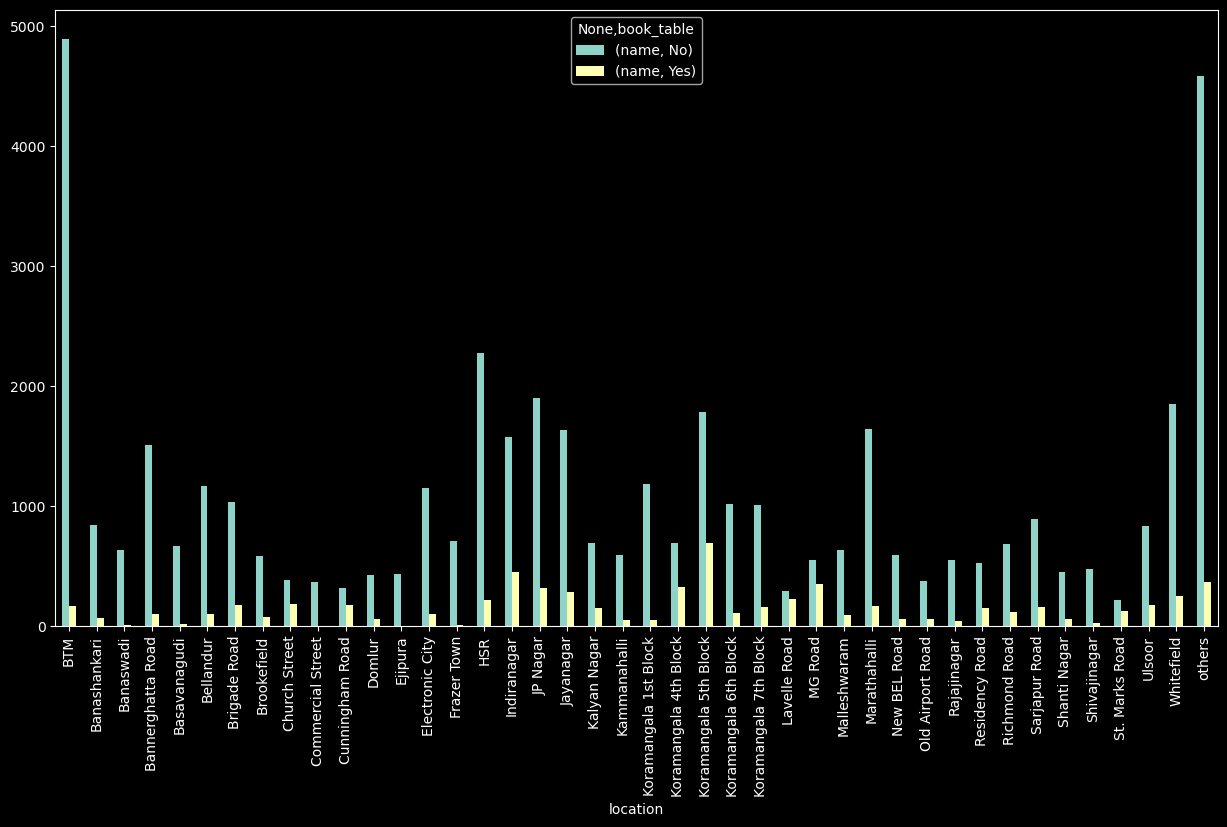 None,book_table
(name, No)
(name, Yes)
5000
4000
3000
2000
1000
0
BTM
Banashankari
Banaswadi
Bannerghatta Road
Basavanagudi
Bellandur
Brigade Road
Brookefield
Church Street
Commercial Street
Cunningham Road
Domlur
Ejipura
Electronic City
Frazer Town
HSR
Indiranagar
JP Nagar
Jayanagar
Kalyan Nagar
Kammanahalli
Koramangala 1st Block
Koramangala 4th Block
Koramangala 5th Block
Koramangala 6th Block
Koramangala 7th Block
Lavelle Road
MG Road
Malleshwaram
Marathahalli
New BEL Road
Old Airport Road
Rajajinagar
Residency Road
Richmond Road
Sarjapur Road
Shanti Nagar
Shivajinagar
St. Marks Road
Ulsoor
Whitefield
others
location